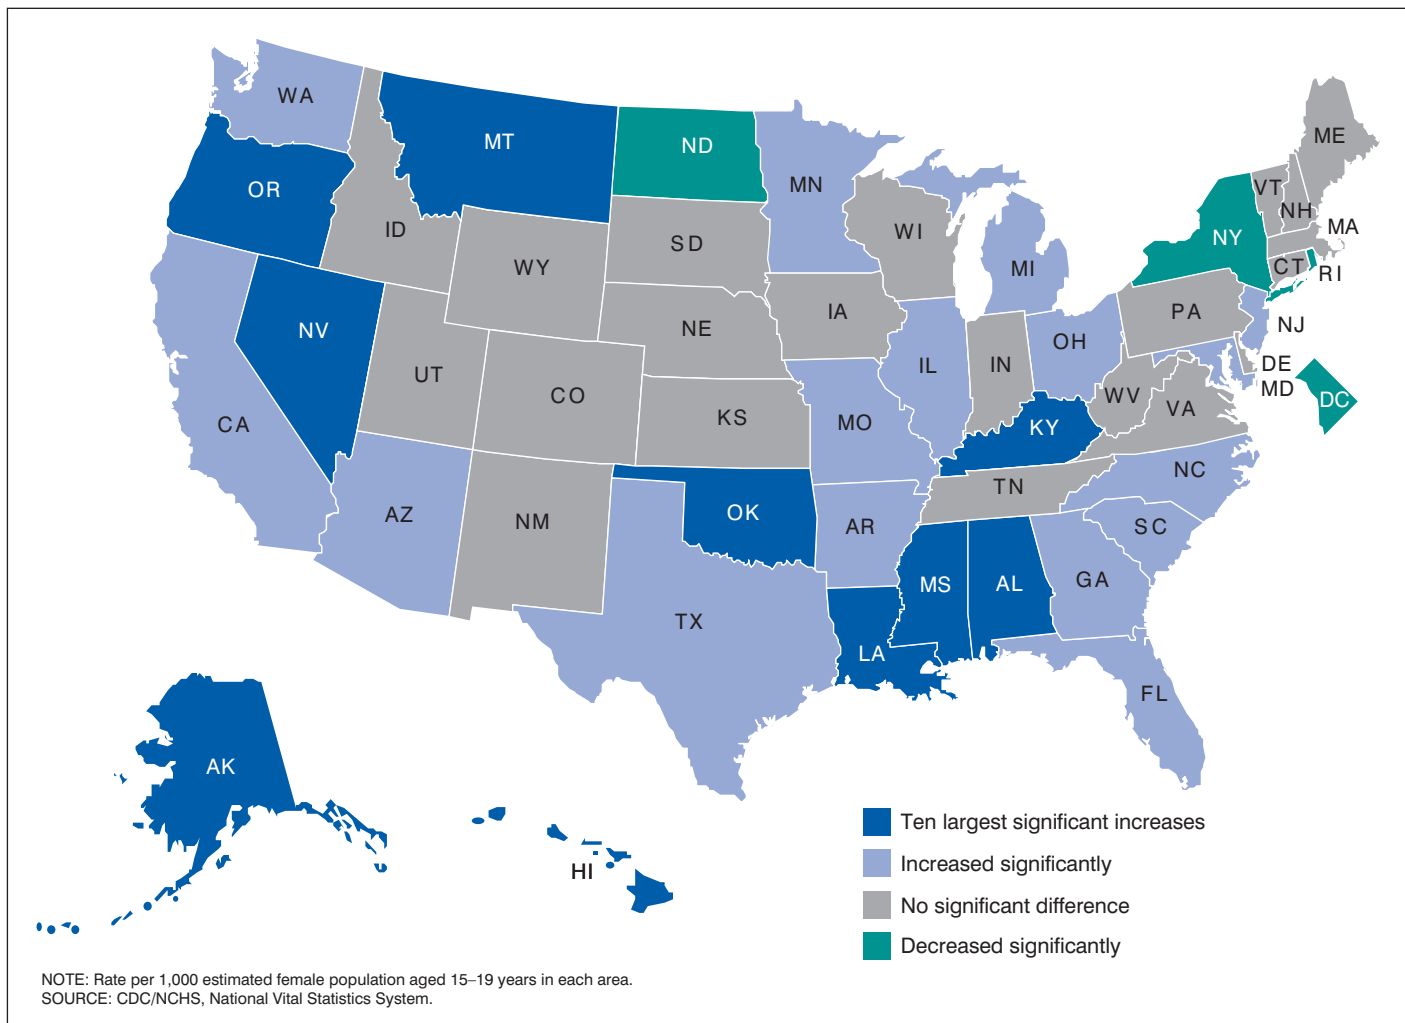 WA
MT
ND
MN
ME
OR
ID
SD
WI
MI
VT
NH
NY
MA
CT
RI
WY
NV
NE
IA
PA
NJ
UT
CO
IL
IN
OH
DE
MD
DC
CA
KS
MO
KY
WV
VA
AZ
NM
OK
AR
TN
NC
SC
MS
AL
GA
TX
LA
FL
AK
HI
Ten largest significant increases
Increased significantly
No significant difference
Decreased significantly
NOTE: Rate per 1,000 estimated female population aged 15–19 years in each area.
SOURCE: CDC/NCHS, National Vital Statistics System.